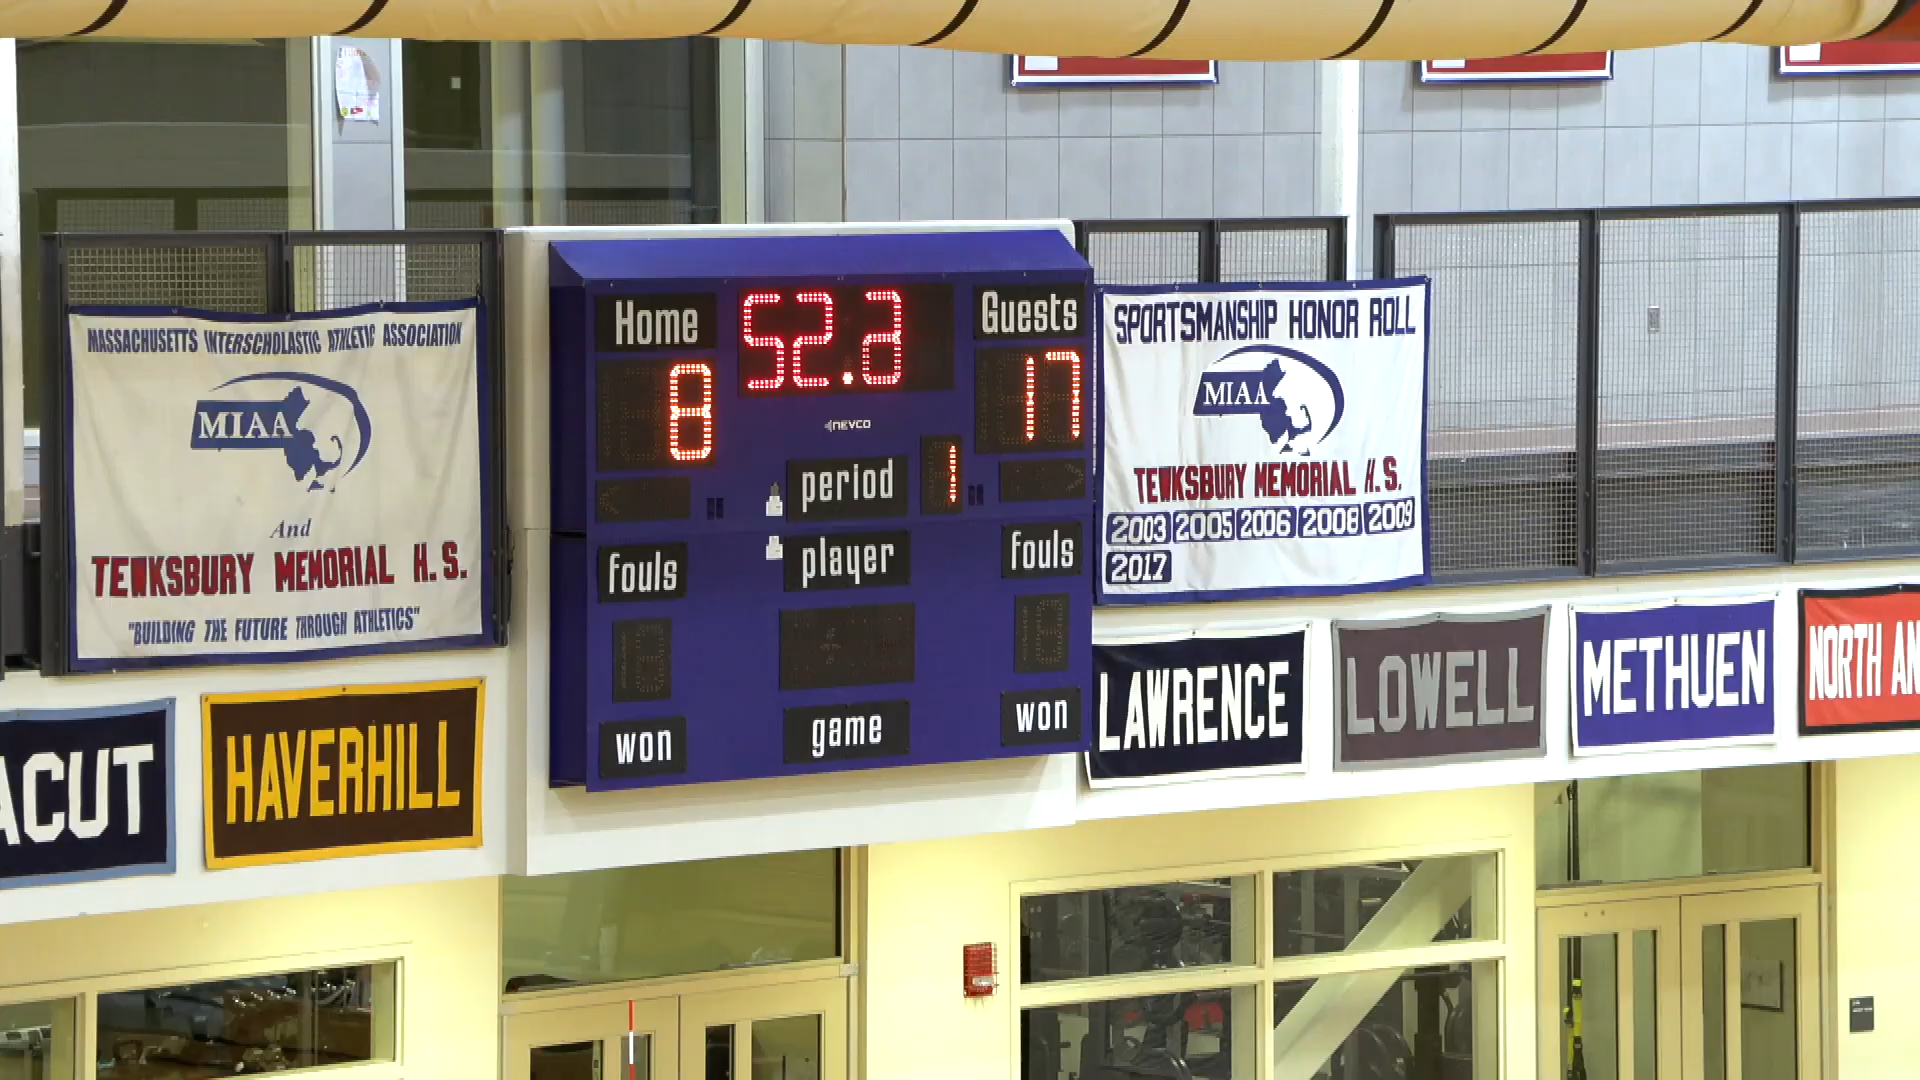 MASSACHUSETTS INTERSCHOLASTIC ATHLETIC ASSOCIATION
MIAA
And
TEWKSBURY MEMORIAL H.S.
"BUILDING THE FUTURE THROUGH ATHLETICS"
Home
Guests
8
17
NEVCO
period
1
fouls
player
fouls
won
game
won
SPORTSMANSHIP HONOR ROLL
MIAA
TEWKSBURY MEMORIAL H.S.
2003 2005 2006 2008 2009
2017
ACUT
HAVERHILL
LAWRENCE
LOWELL
METHUEN
NORTH AN